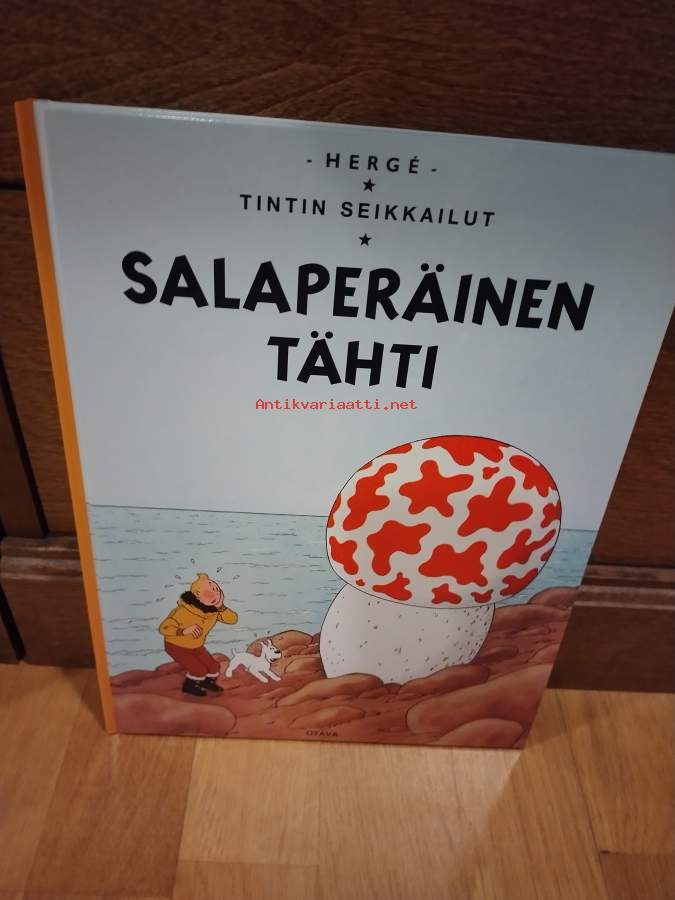 - HERGÉ -
TINTIN SEIKKAILUT
SALAPERÄINEN
TÄHTI
Antikvariaatti.net
OTAVA